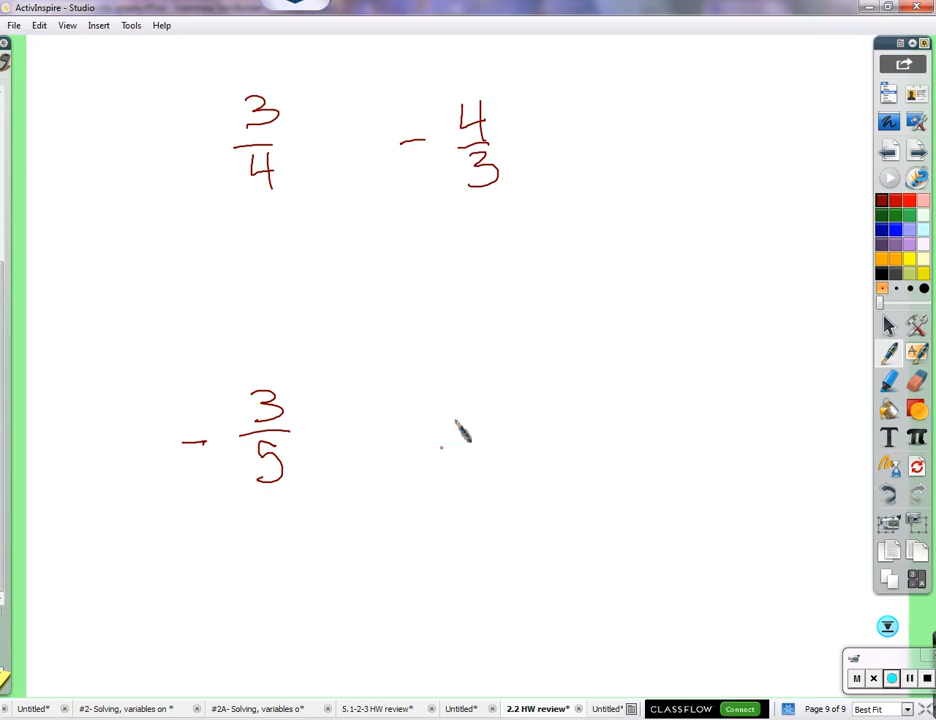 ActivInspire - Studio
File Edit View Insert Tools Help
3/4 - 4/3
- 3/5
M
Untitled* #2- Solving, variables on * #2A- Solving, variables o* 5.1-2-3 HW review* Untitled* 2.2 HW review* Untitled* CLASSFLOW Connect Page 9 of 9 Best Fit